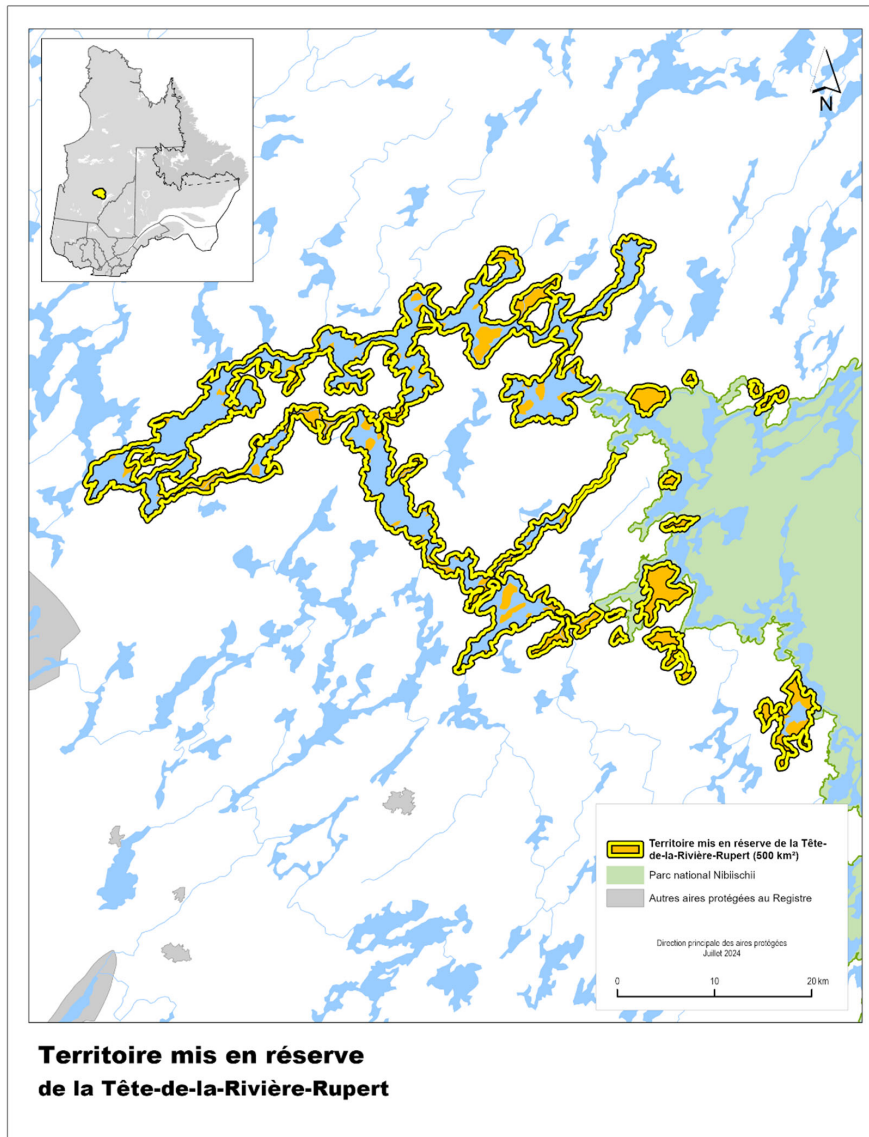 N
Territoire mis en réserve de la Tête-
de-la-Rivière-Rupert (500 km²)
Parc national Nibiischii
Autres aires protégées au Registre
Direction principale des aires protégées
Juillet 2024
0 10 20 km
Territoire mis en réserve
de la Tête-de-la-Rivière-Rupert